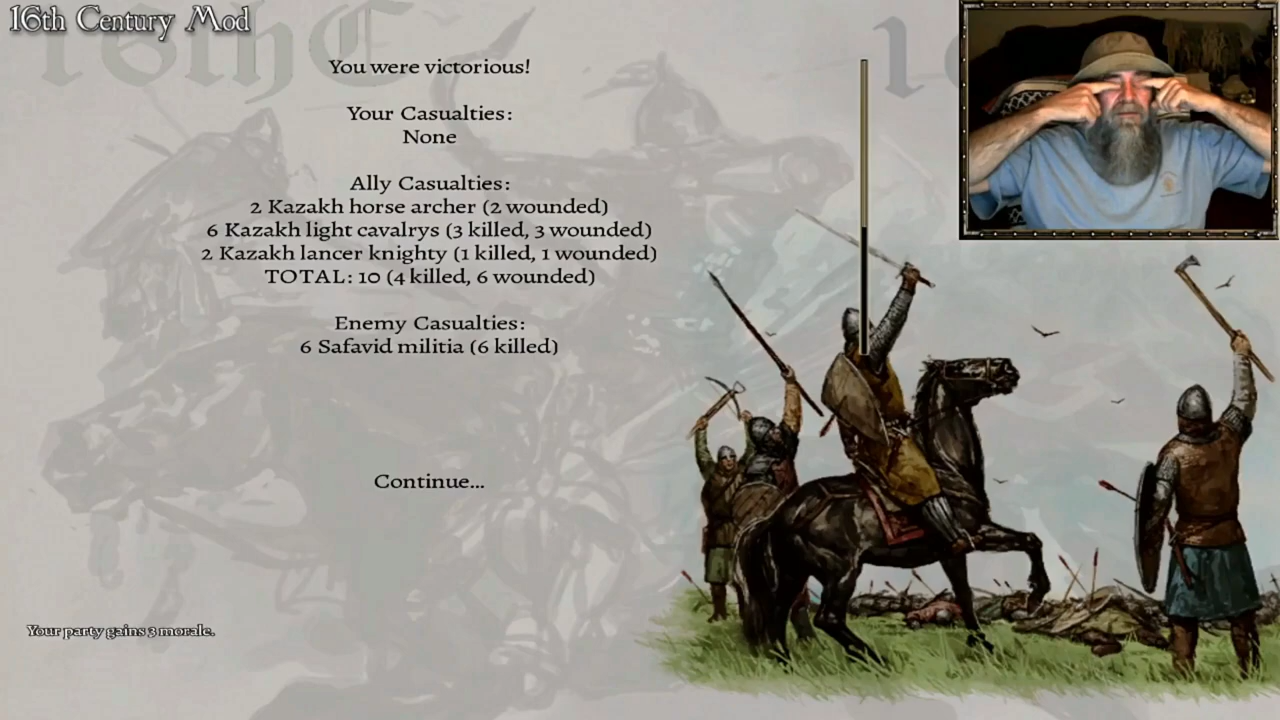 16th Century Mod
16thC
You were victorious!
Your Casualties:
None
Ally Casualties:
2 Kazakh horse archer (2 wounded)
6 Kazakh light cavalrys (3 killed, 3 wounded)
2 Kazakh lancer knighty (1 killed, 1 wounded)
TOTAL: 10 (4 killed, 6 wounded)
Enemy Casualties:
6 Safavid militia (6 killed)
Continue...
Your party gains 3 morale.